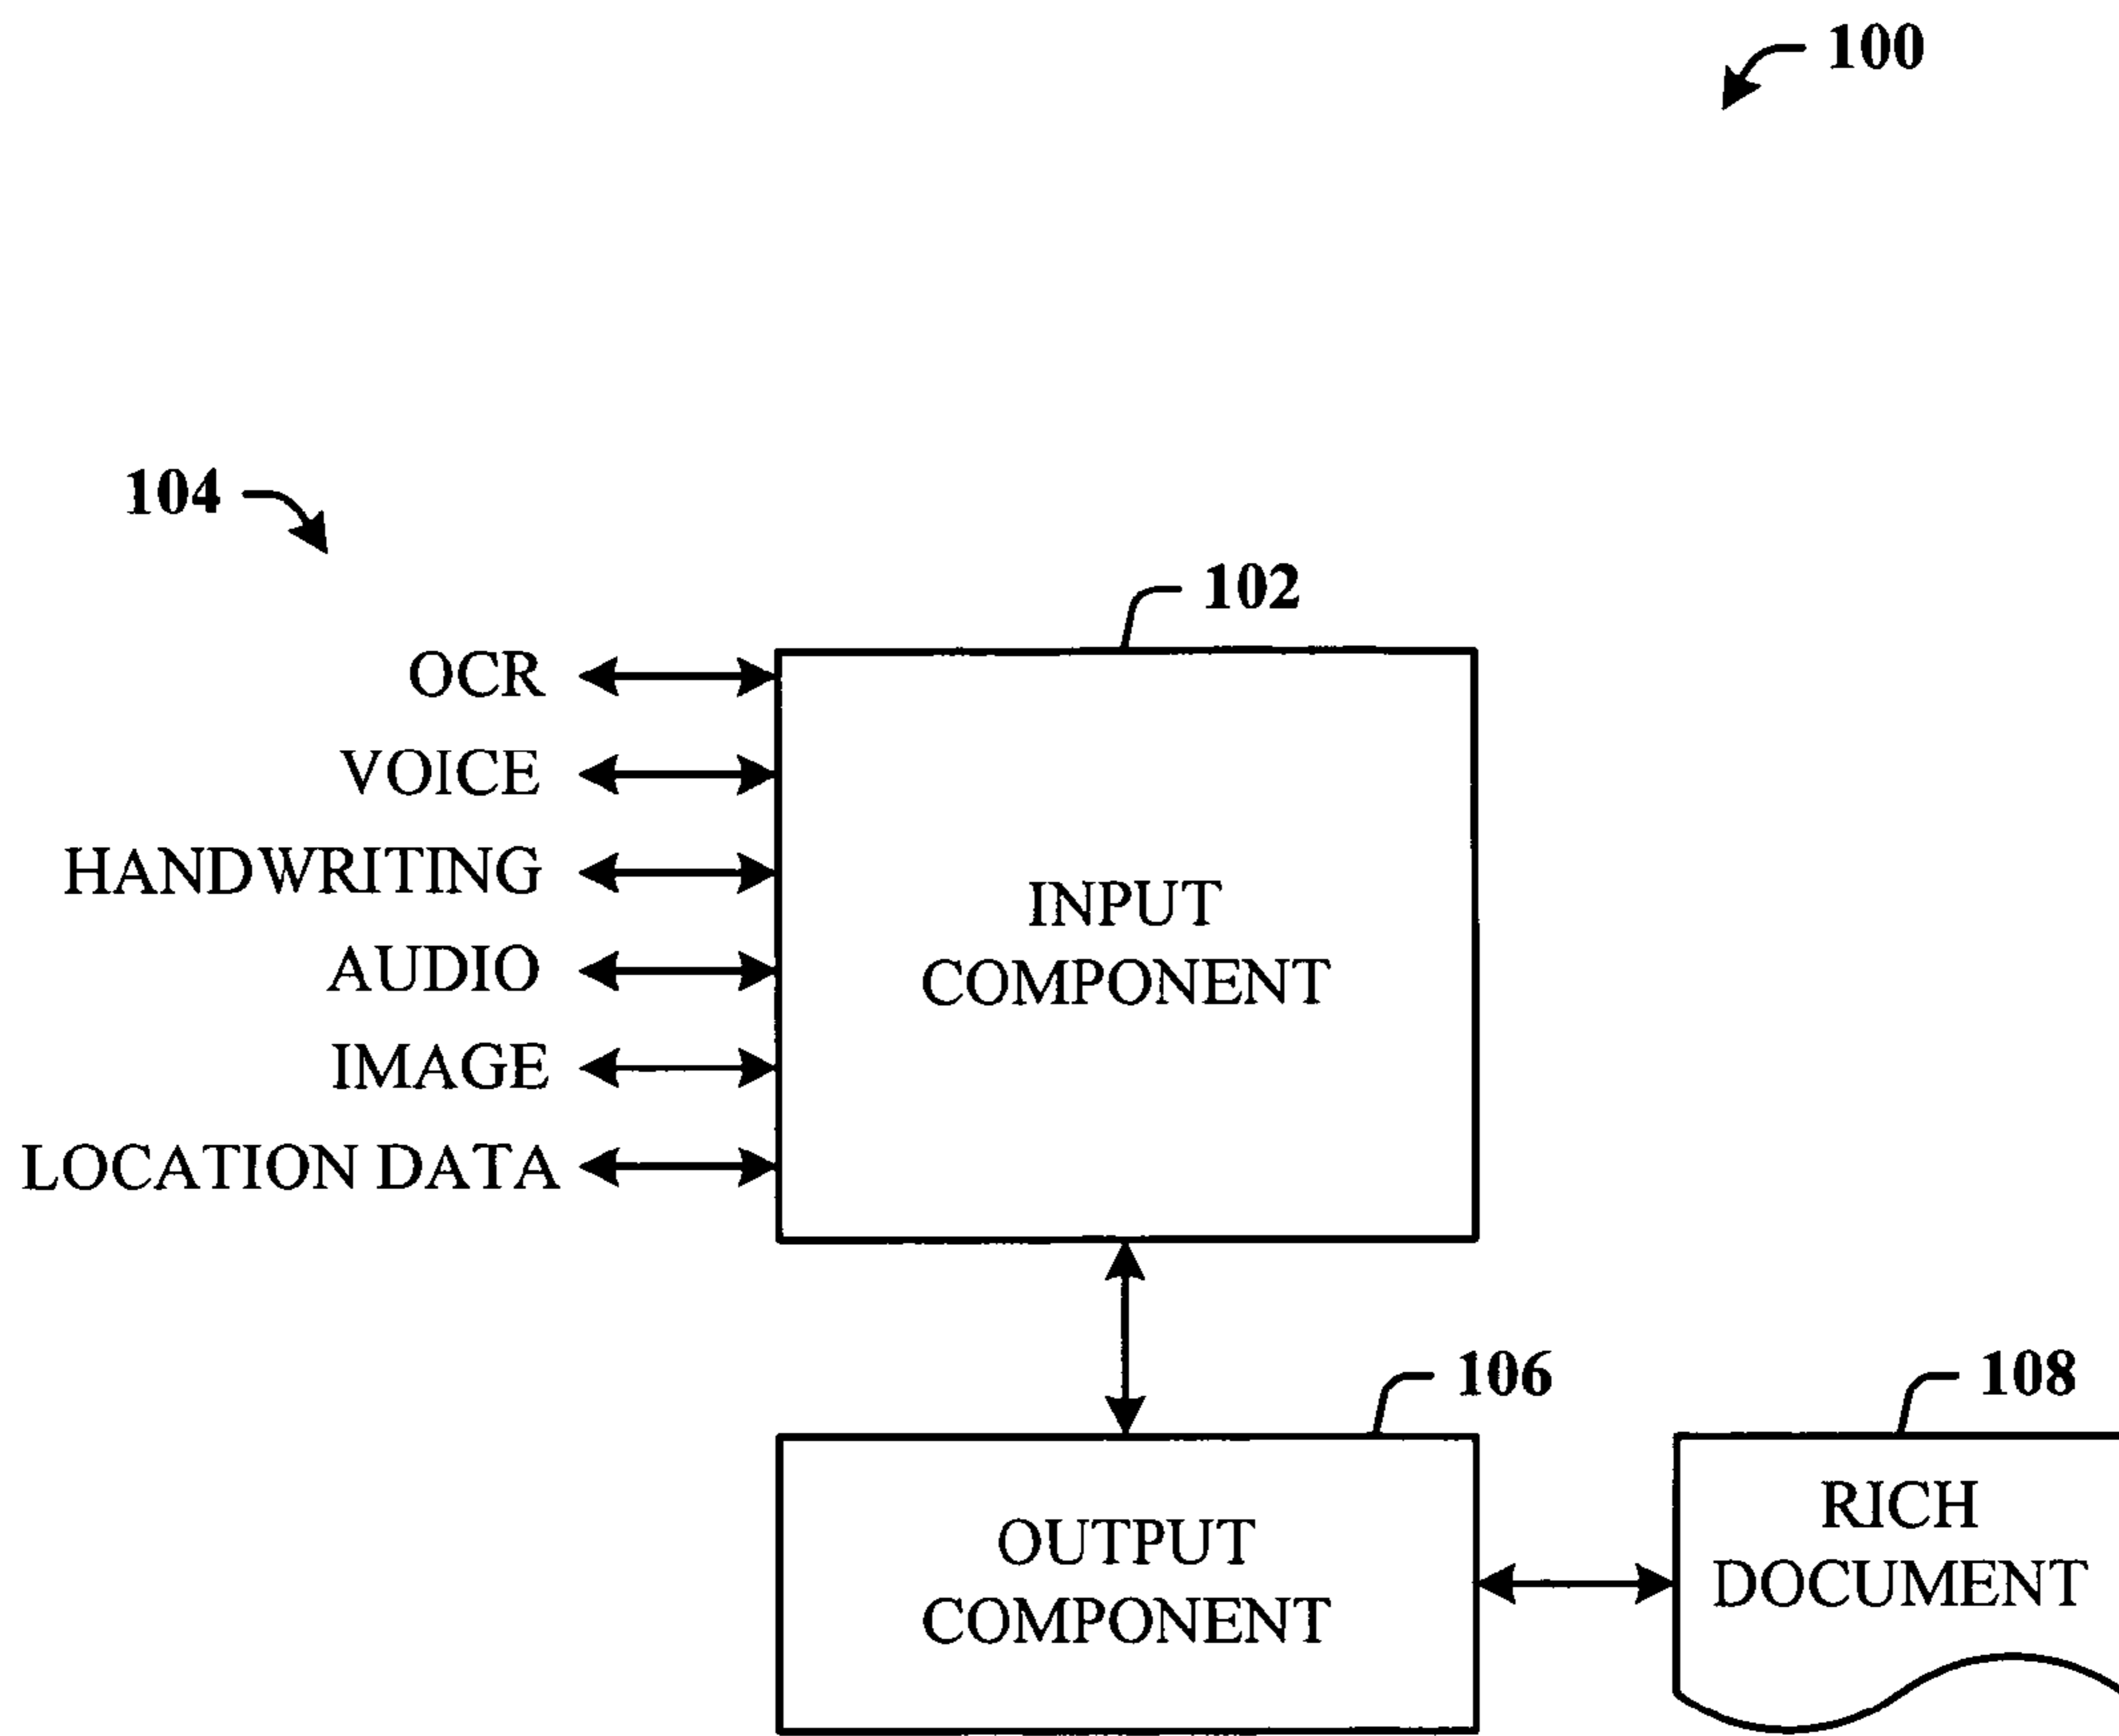 100
104
102
OCR
VOICE
HANDWRITING
AUDIO
IMAGE
LOCATION DATA
INPUT
COMPONENT
106
108
OUTPUT
COMPONENT
RICH
DOCUMENT